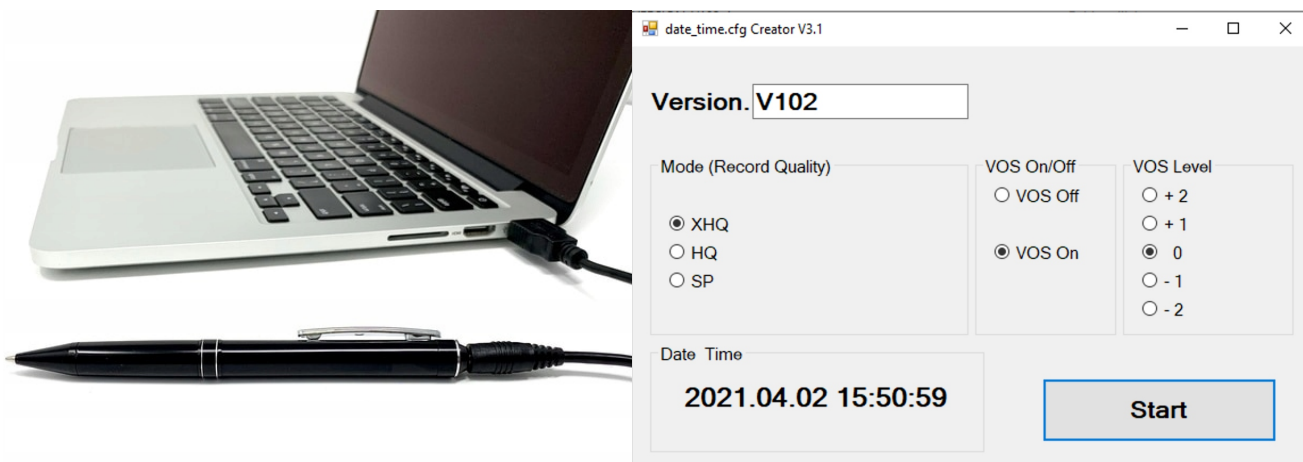 date_time.cfg Creator V3.1
Version. V102
Mode (Record Quality)
XHQ
HQ
SP
VOS On/Off
VOS Off
VOS On
VOS Level
+ 2
+ 1
0
- 1
- 2
Date Time
2021.04.02 15:50:59
Start